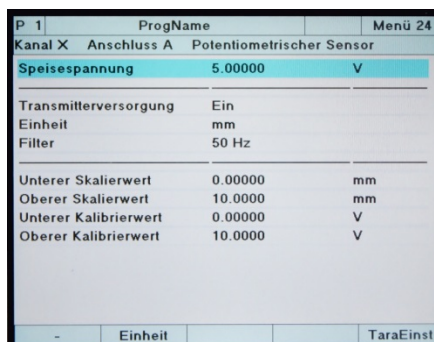 P 1 ProgName Menü 24
Kanal X Anschluss A Potentiometrischer Sensor
Speisespannung 5.00000 V
Transmitterversorgung Ein
Einheit mm
Filter 50 Hz
Unterer Skalierwert 0.00000 mm
Oberer Skalierwert 10.0000 mm
Unterer Kalibrierwert 0.00000 V
Oberer Kalibrierwert 10.0000 V
- Einheit TaraEinst